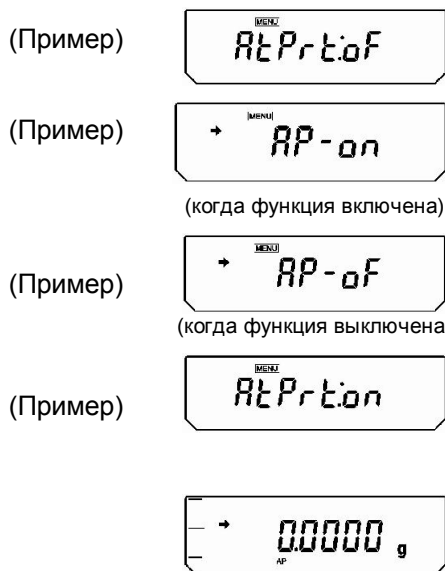 (Пример)
MENU
AtPrt:oF
(Пример)
MENU
➔ AP-on
(когда функция включена)
(Пример)
MENU
➔ AP-oF
(когда функция выключена
(Пример)
MENU
AtPrt:on
➔ 0.0000 g
AP